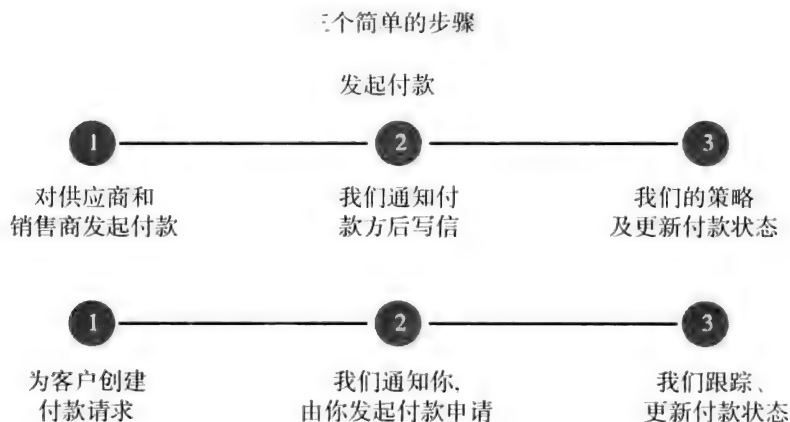 三个简单的步骤
发起付款
1 2 3
对供应商和 我们通知付 我们的策略
销售商发起付款 款方后写信 及更新付款状态
1 2 3
为客户创建 我们通知你, 我们跟踪、
付款请求 由你发起付款申请 更新付款状态